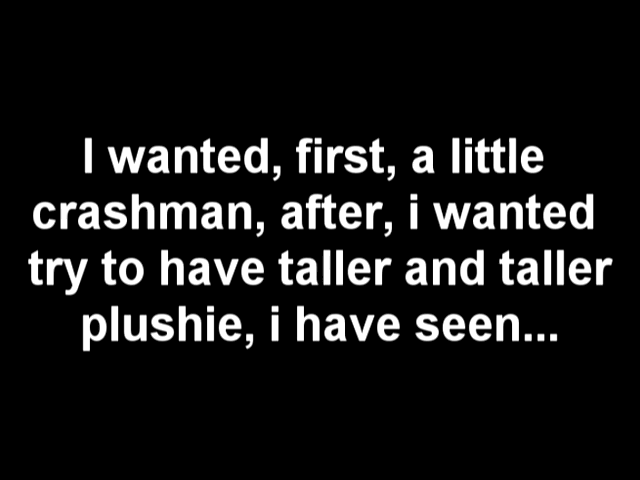 I wanted, first, a little
crashman, after, i wanted
try to have taller and taller
plushie, i have seen...